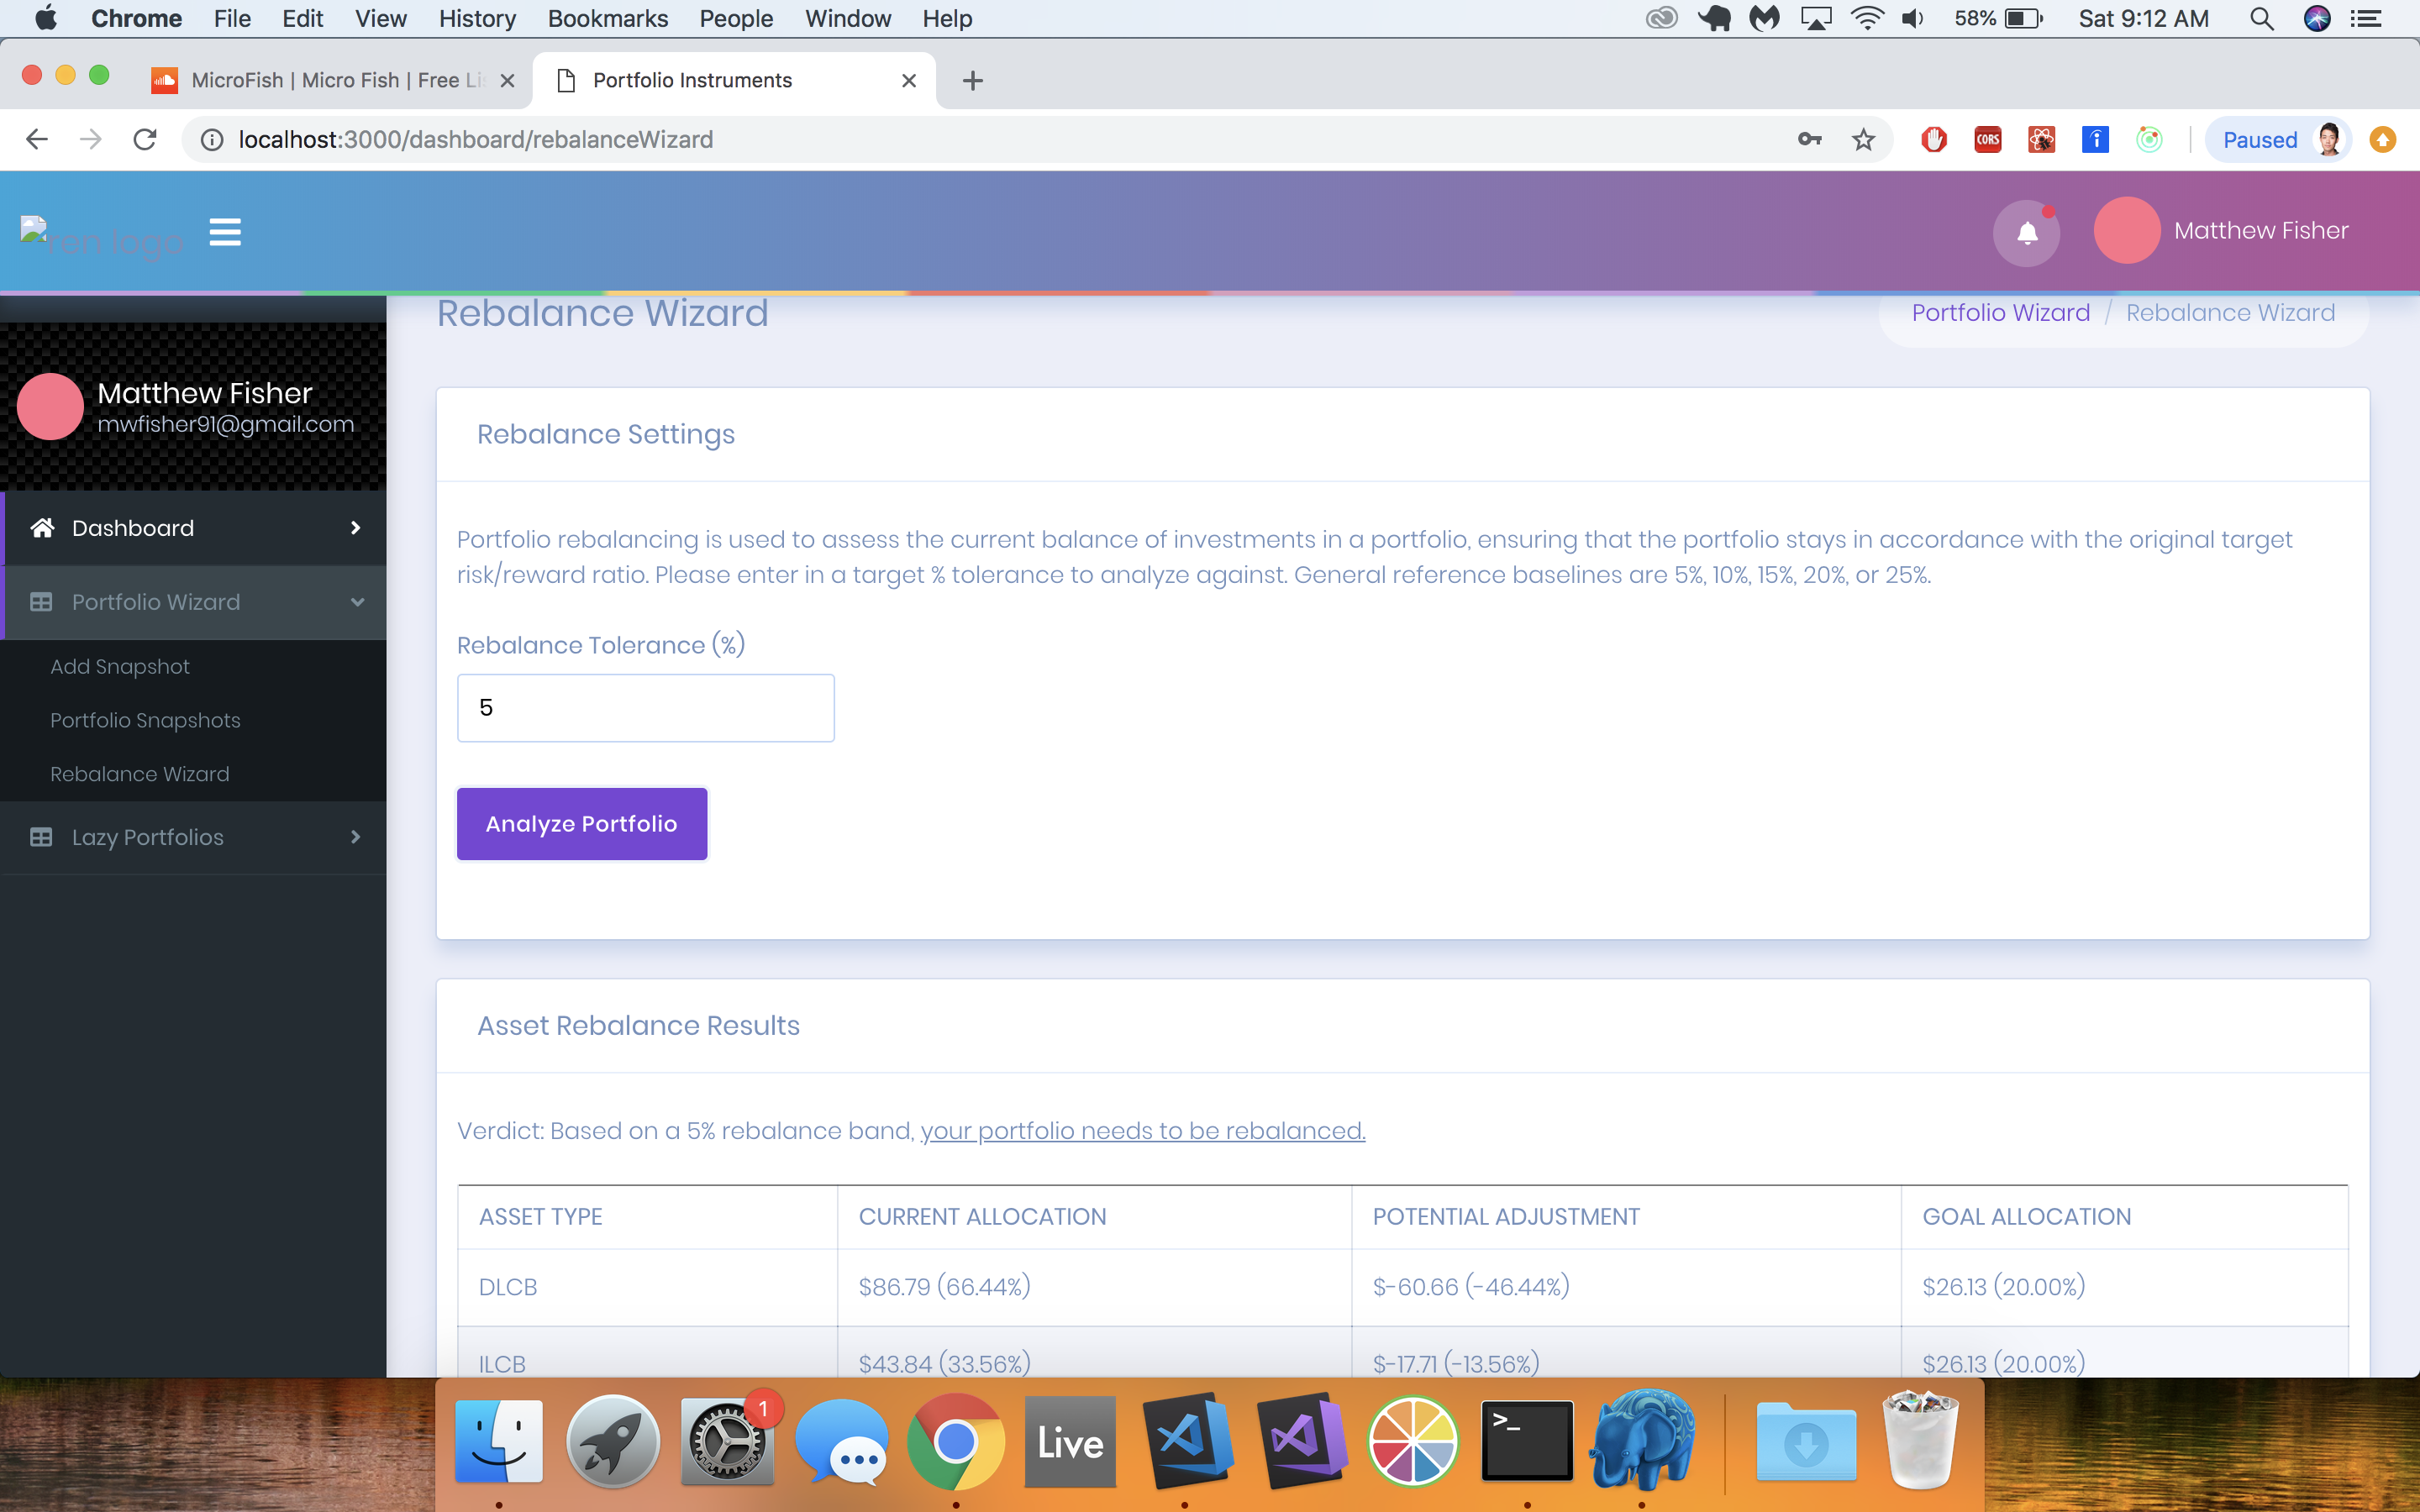 Chrome File Edit View History Bookmarks People Window Help 58% Sat 9:12 AM
MicroFish | Micro Fish | Free Li
Portfolio Instruments
localhost:3000/dashboard/rebalanceWizard
CORS
Paused
ren logo
Matthew Fisher
Matthew Fisher
mwfisher91@gmail.com
Dashboard
Portfolio Wizard
Add Snapshot
Portfolio Snapshots
Rebalance Wizard
Lazy Portfolios
Rebalance Wizard
Portfolio Wizard / Rebalance Wizard
Rebalance Settings
Portfolio rebalancing is used to assess the current balance of investments in a portfolio, ensuring that the portfolio stays in accordance with the original target
risk/reward ratio. Please enter in a target % tolerance to analyze against. General reference baselines are 5%, 10%, 15%, 20%, or 25%.
Rebalance Tolerance (%)
5
Analyze Portfolio
Asset Rebalance Results
Verdict: Based on a 5% rebalance band, your portfolio needs to be rebalanced.
ASSET TYPE CURRENT ALLOCATION POTENTIAL ADJUSTMENT GOAL ALLOCATION
DLCB $86.79 (66.44%) $-60.66 (-46.44%) $26.13 (20.00%)
ILCB $43.84 (33.56%) $-17.71 (-13.56%) $26.13 (20.00%)
1
Live
>_